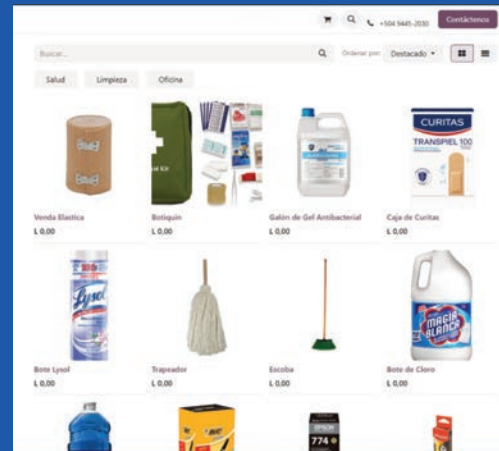 +504 9445-2030 Contáctenos
Buscar... Ordenar por: Destacado
Salud Limpieza Oficina
CURITAS
TRANSPIEL 100
Venda Elastica Botiquin Galón de Gel Antibacterial Caja de Curitas
L 0,00 L 0,00 L 0,00 L 0,00
Lysol
MAGIA
BLANCA
Bote Lysol Trapeador Escoba Bote de Cloro
L 0,00 L 0,00 L 0,00 L 0,00
BIC
EPSON
774